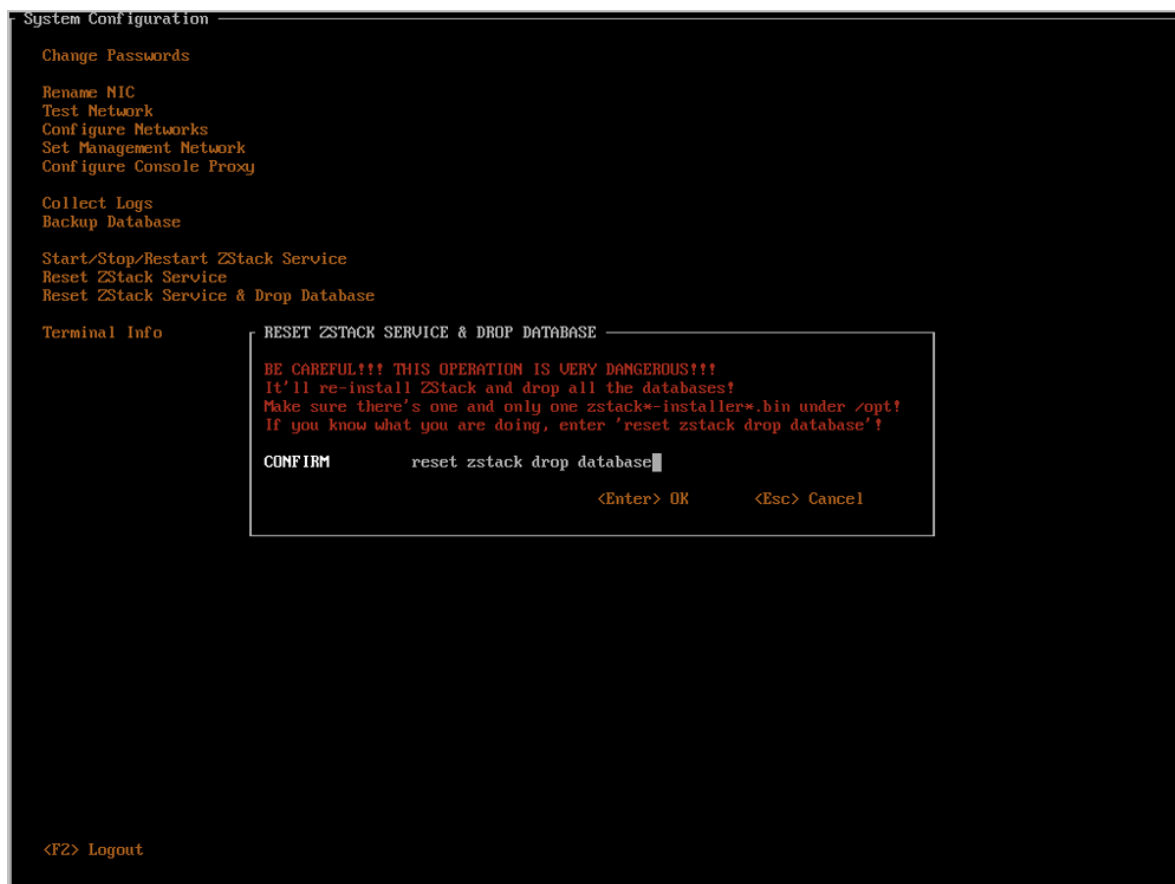 System Configuration
Change Passwords
Rename NIC
Test Network
Configure Networks
Set Management Network
Configure Console Proxy
Collect Logs
Backup Database
Start/Stop/Restart ZStack Service
Reset ZStack Service
Reset ZStack Service & Drop Database
Terminal Info
RESET ZSTACK SERVICE & DROP DATABASE
BE CAREFUL!!! THIS OPERATION IS VERY DANGEROUS!!!
It'll re-install ZStack and drop all the databases!
Make sure there's one and only one zstack*-installer*.bin under /opt!
If you know what you are doing, enter 'reset zstack drop database'!
CONFIRM reset zstack drop database
<Enter> OK <Esc> Cancel
<F2> Logout